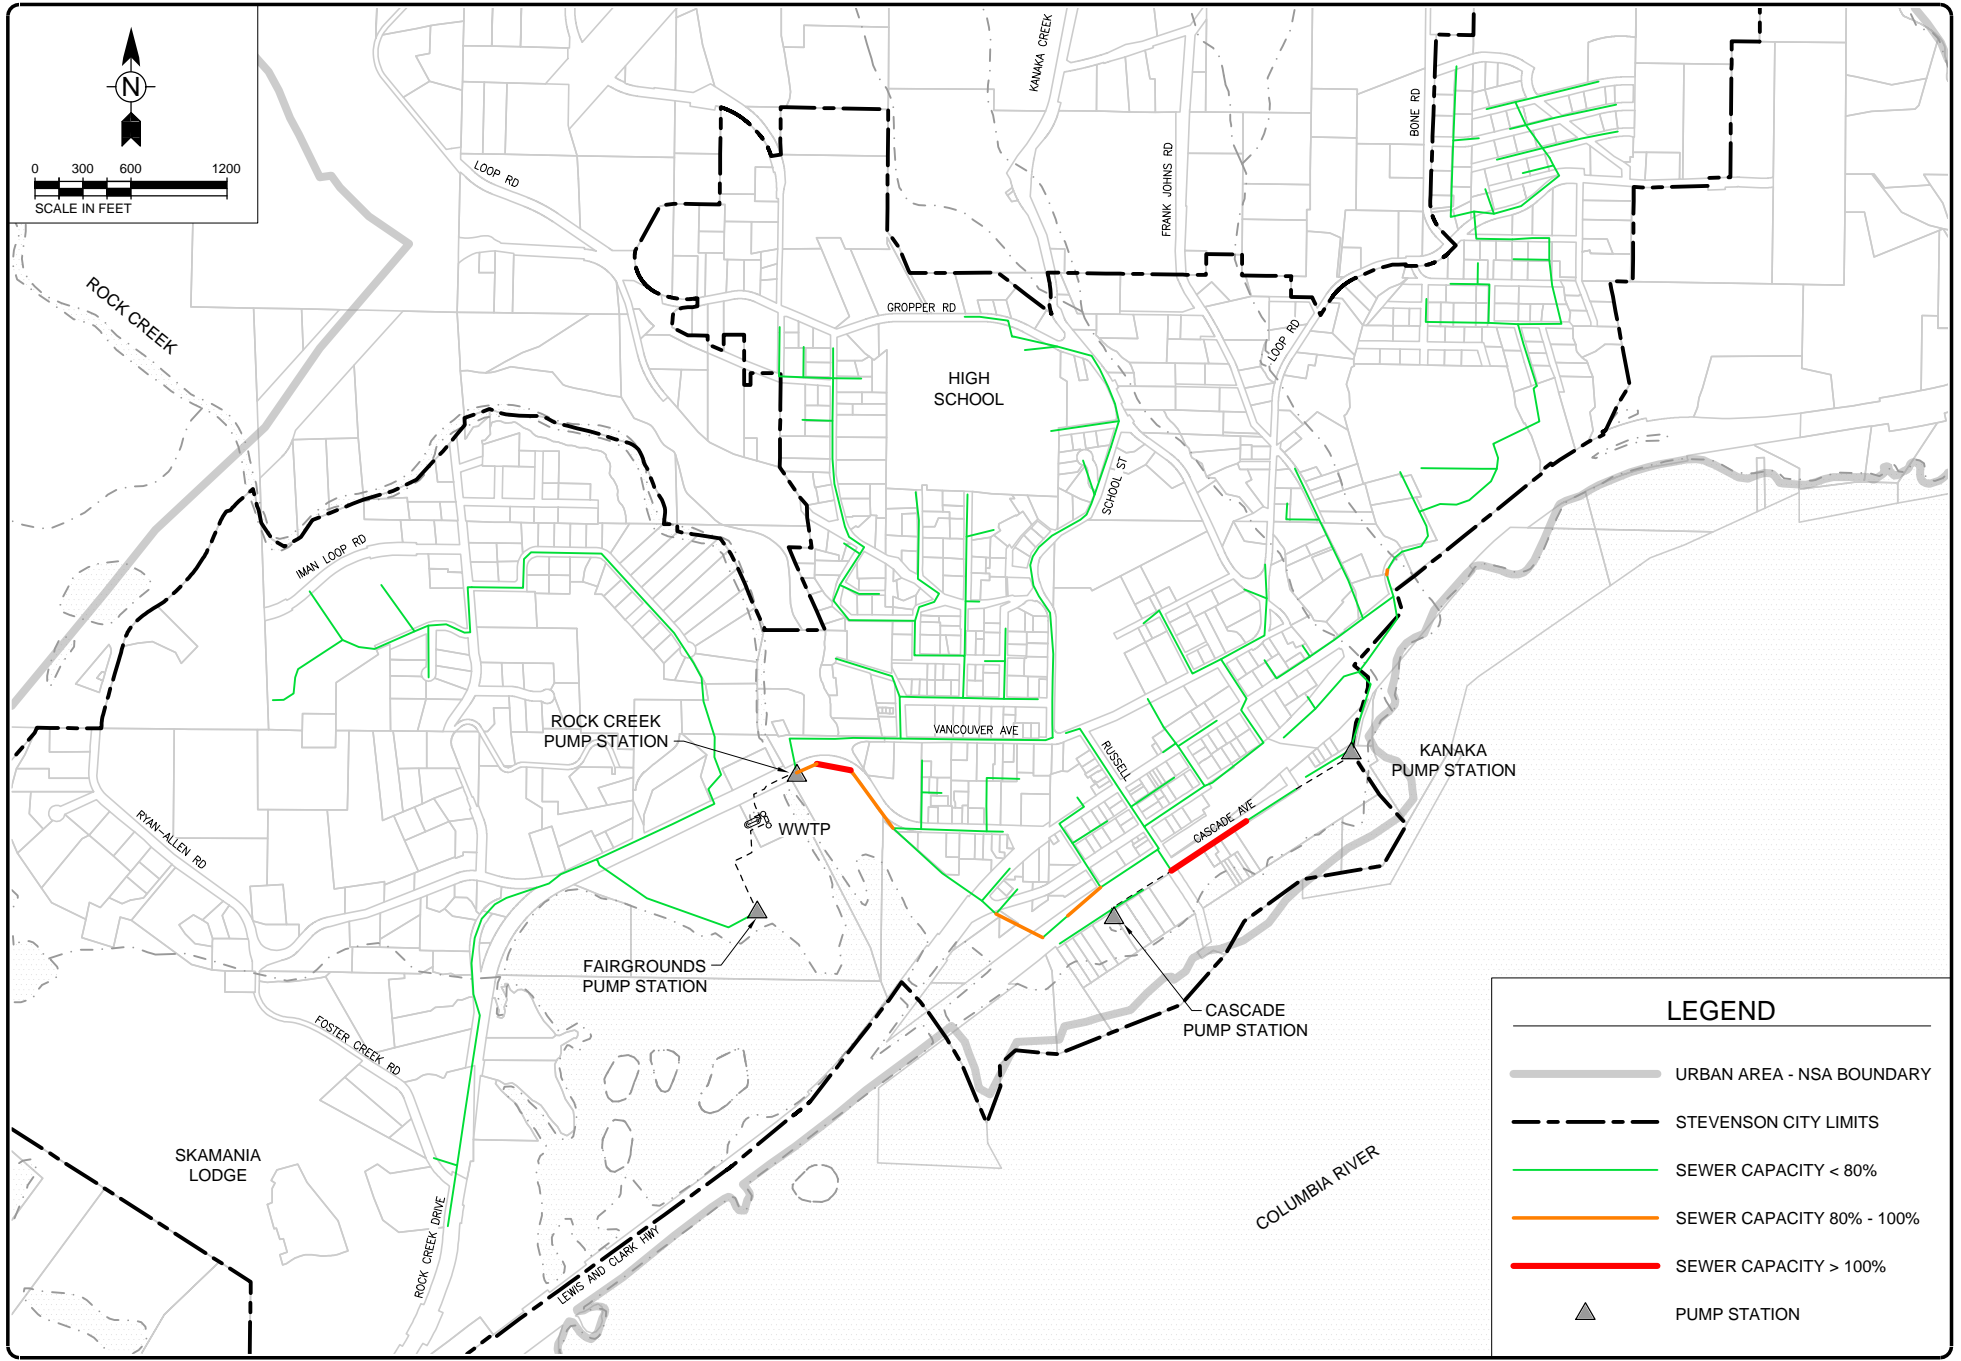 N
0 300 600 1200
SCALE IN FEET
ROCK CREEK
LOOP RD
KANAKA CREEK
FRANK JOHNS RD
BONE RD
GROPPER RD
LOOP RD
HIGH
SCHOOL
SCHOOL ST
IMAN LOOP RD
ROCK CREEK
PUMP STATION
VANCOUVER AVE
RUSSELL
KANAKA
PUMP STATION
CASCADE AVE
WWTP
RYAN-ALLEN RD
FAIRGROUNDS
PUMP STATION
CASCADE
PUMP STATION
FOSTER CREEK RD
SKAMANIA
LODGE
ROCK CREEK DRIVE
LEWIS AND CLARK HWY
COLUMBIA RIVER
LEGEND
URBAN AREA - NSA BOUNDARY
STEVENSON CITY LIMITS
SEWER CAPACITY < 80%
SEWER CAPACITY 80% - 100%
SEWER CAPACITY > 100%
PUMP STATION